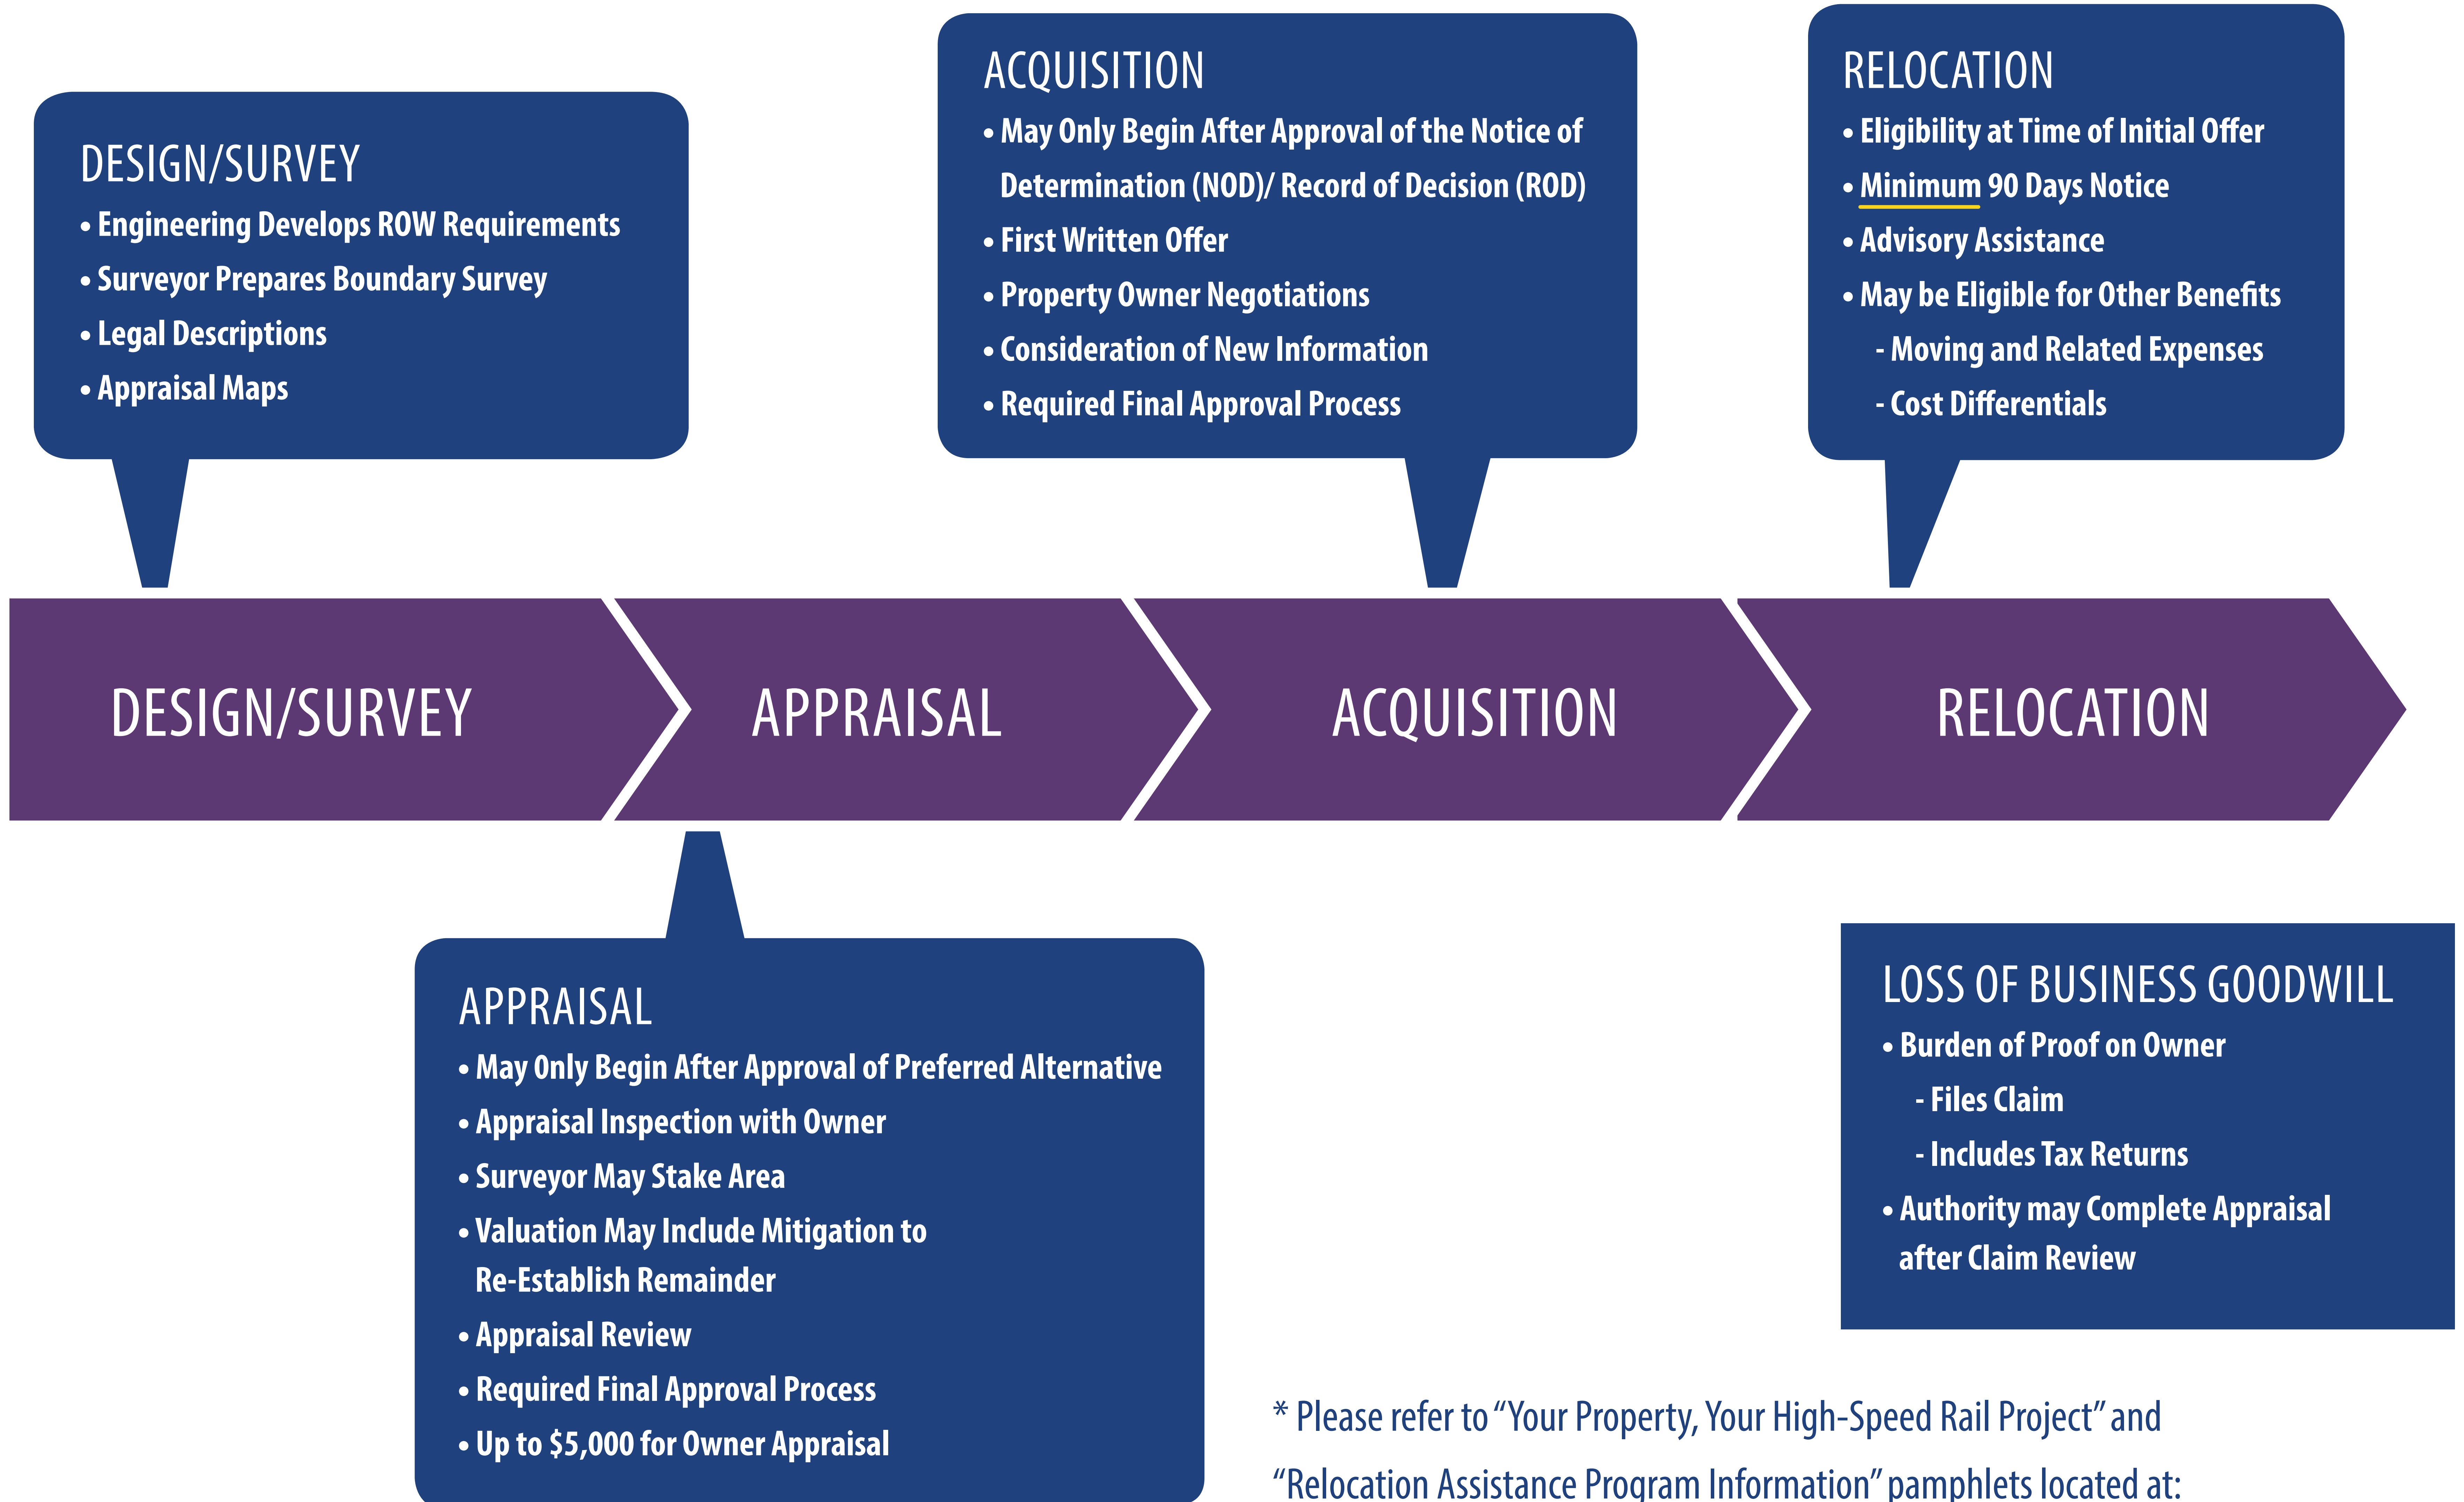 DESIGN/SURVEY
• Engineering Develops ROW Requirements
• Surveyor Prepares Boundary Survey
• Legal Descriptions
• Appraisal Maps
ACQUISITION
• May Only Begin After Approval of the Notice of
Determination (NOD)/ Record of Decision (ROD)
• First Written Offer
• Property Owner Negotiations
• Consideration of New Information
• Required Final Approval Process
RELOCATION
• Eligibility at Time of Initial Offer
• Minimum 90 Days Notice
• Advisory Assistance
• May be Eligible for Other Benefits
- Moving and Related Expenses
- Cost Differentials
DESIGN/SURVEY
APPRAISAL
ACQUISITION
RELOCATION
APPRAISAL
• May Only Begin After Approval of Preferred Alternative
• Appraisal Inspection with Owner
• Surveyor May Stake Area
• Valuation May Include Mitigation to
Re-Establish Remainder
• Appraisal Review
• Required Final Approval Process
• Up to $5,000 for Owner Appraisal
LOSS OF BUSINESS GOODWILL
• Burden of Proof on Owner
- Files Claim
- Includes Tax Returns
• Authority may Complete Appraisal
after Claim Review
* Please refer to “Your Property, Your High-Speed Rail Project” and
“Relocation Assistance Program Information” pamphlets located at: